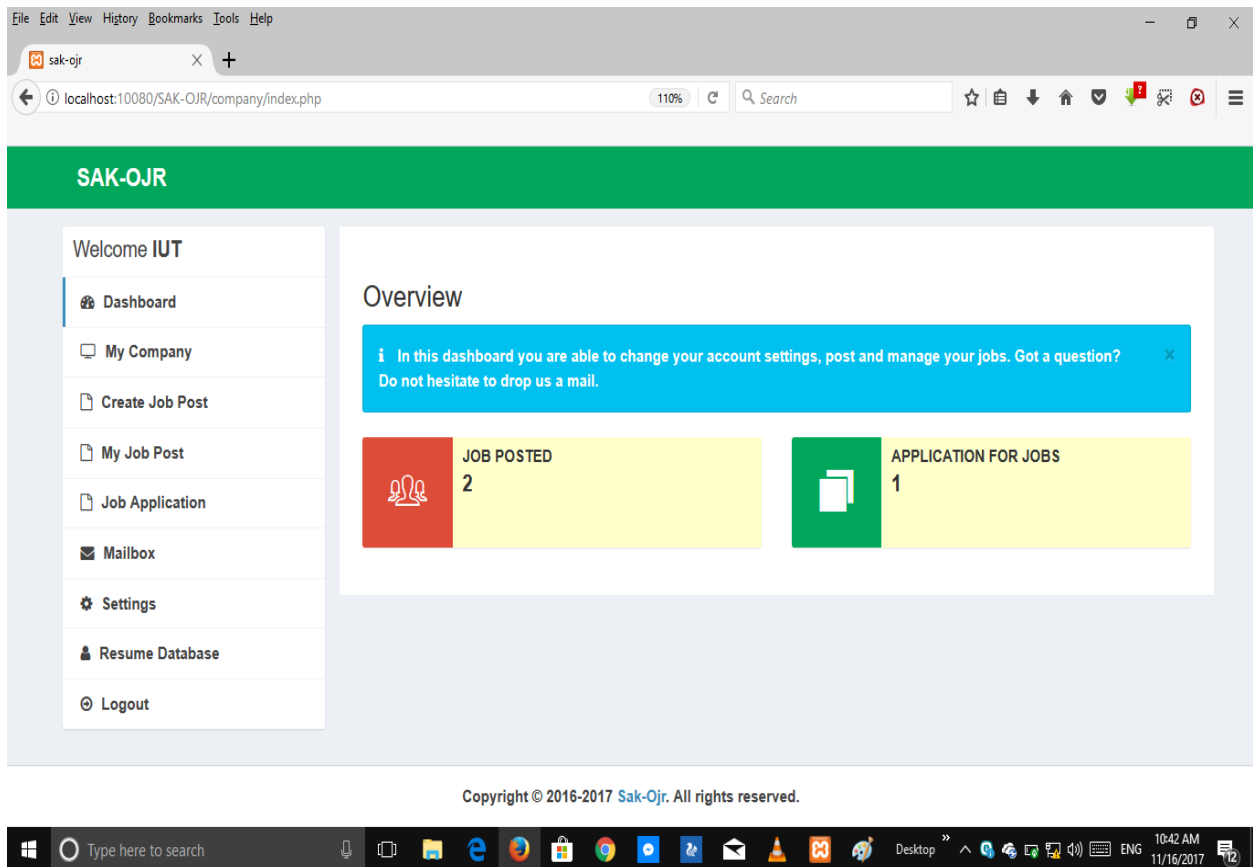 File Edit View History Bookmarks Tools Help
sak-ojr
localhost:10080/SAK-OJR/company/index.php
110%
Search
SAK-OJR
Welcome IUT
Dashboard
My Company
Create Job Post
My Job Post
Job Application
Mailbox
Settings
Resume Database
Logout
Overview
In this dashboard you are able to change your account settings, post and manage your jobs. Got a question?
Do not hesitate to drop us a mail.
×
JOB POSTED
2
APPLICATION FOR JOBS
1
Copyright © 2016-2017 Sak-Ojr. All rights reserved.
Type here to search
Desktop
ENG
10:42 AM
11/16/2017
12